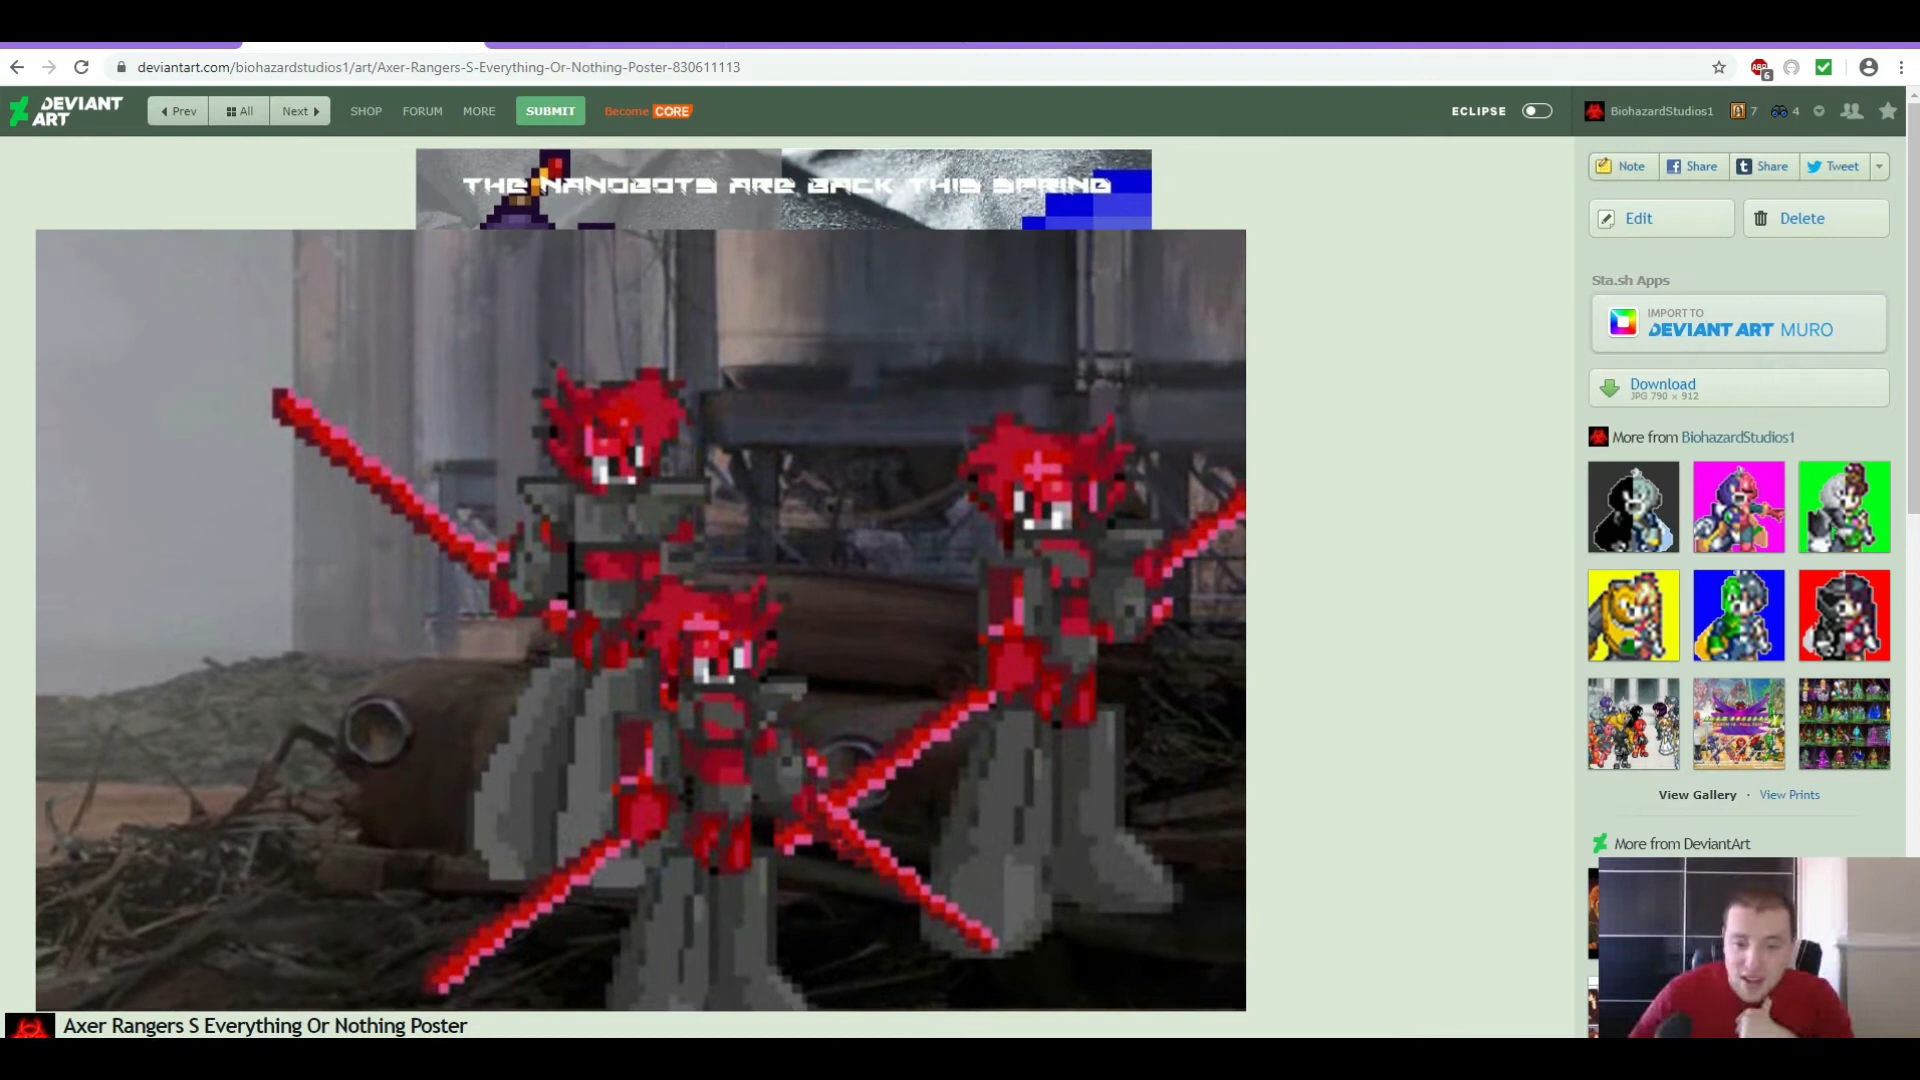 deviantart.com/biohazardstudios1/art/Axer-Rangers-S-Everything-Or-Nothing-Poster-830611113
ABP
6
DEVIANT ART
Prev
All
Next
SHOP
FORUM
MORE
SUBMIT
Become CORE
ECLIPSE
BiohazardStudios1
7
4
THE NANOBOTS ARE BACK THIS SPRING
Note
Share
Share
Tweet
Edit
Delete
Sta.sh Apps
IMPORT TO
DEVIANT ART MURO
Download
JPG 790 × 912
More from BiohazardStudios1
View Gallery · View Prints
More from DeviantArt
Axer Rangers S Everything Or Nothing Poster